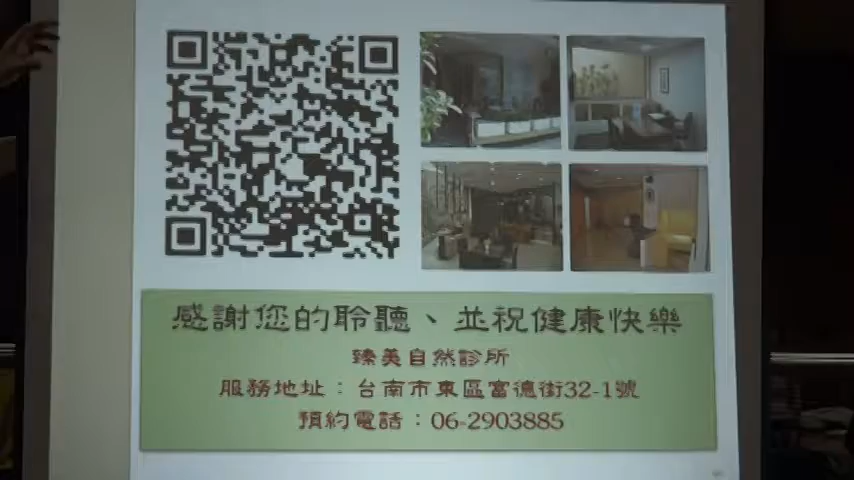 感謝您的聆聽、並祝健康快樂
臻美自然診所
服務地址：台南市東區富德街32-1號
預約電話：06-2903885